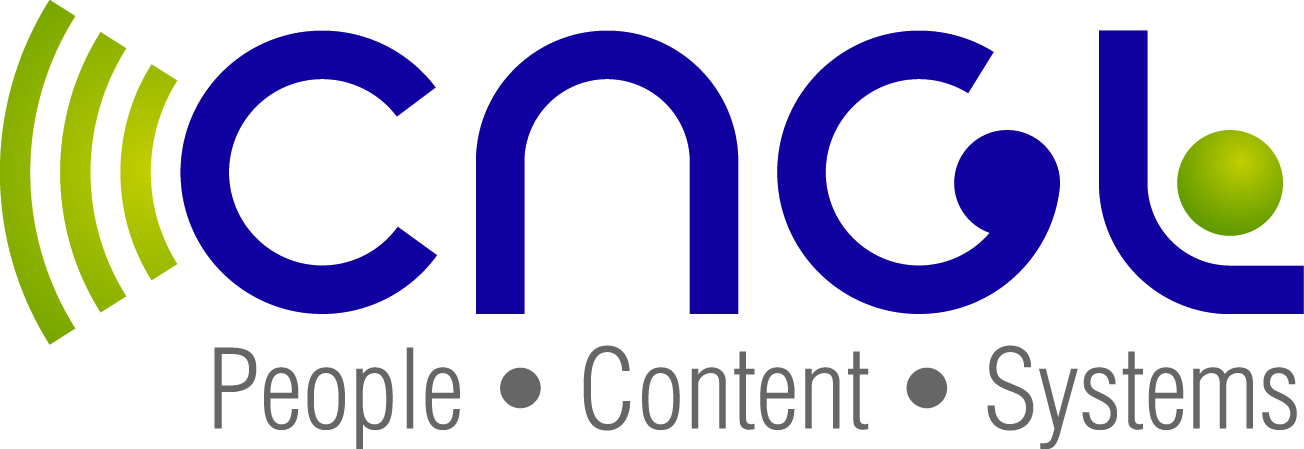 CNGL
People • Content • Systems